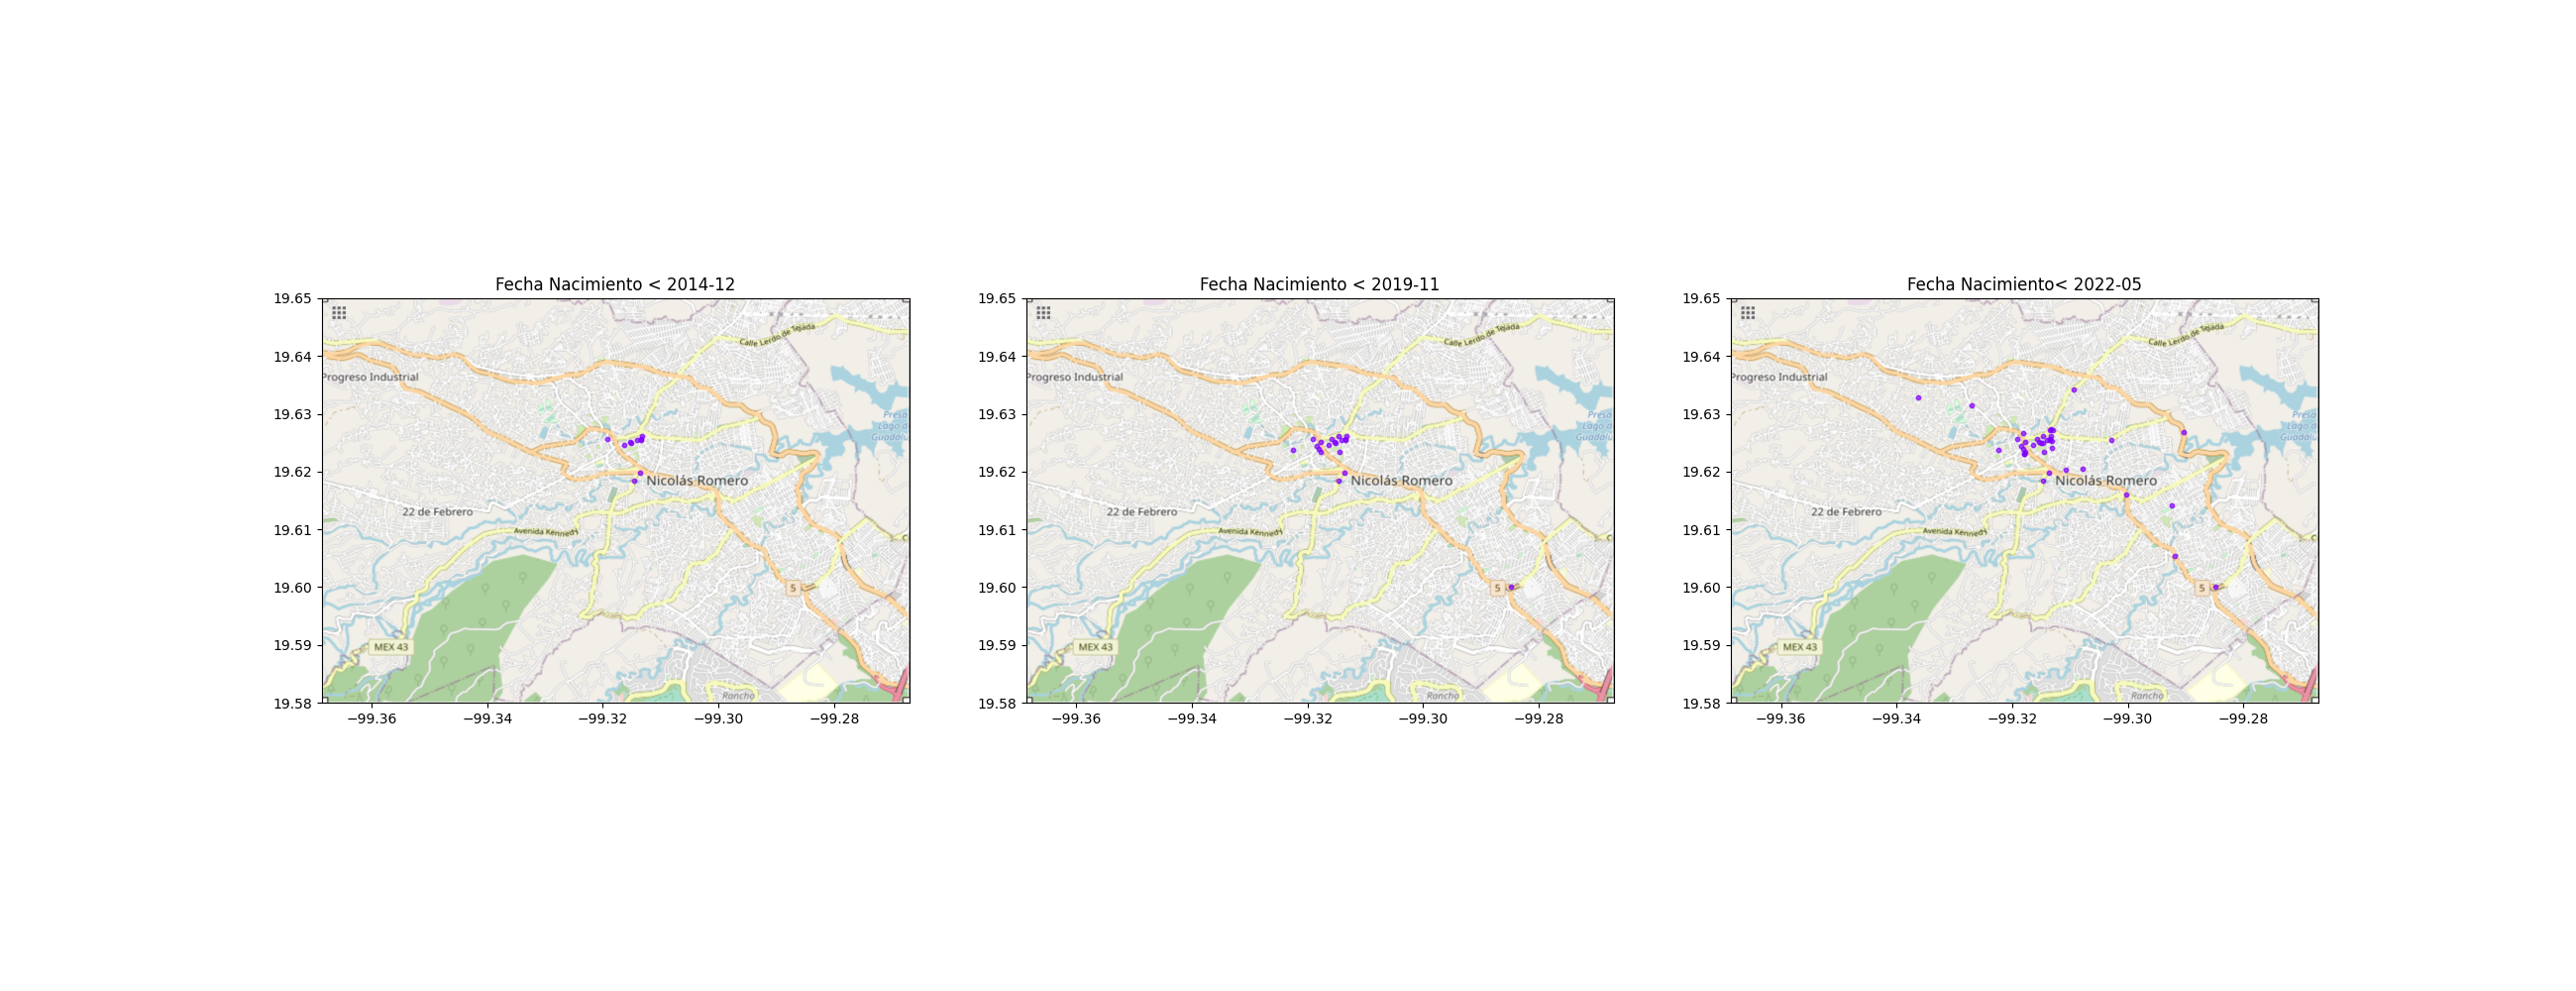 Fecha Nacimiento < 2014-12
19.65
19.64
19.63
19.62
19.61
19.60
19.59
19.58
−99.36
−99.34
−99.32
−99.30
−99.28
Calle Lerdo de Tejada
Progreso Industrial
Presa
Lago de
Nicolás Romero
22 de Febrero
Avenida Kennedy
5
MEX 43
Rancho
Fecha Nacimiento < 2019-11
19.65
19.64
19.63
19.62
19.61
19.60
19.59
19.58
−99.36
−99.34
−99.32
−99.30
−99.28
Calle Lerdo de Tejada
Progreso Industrial
Presa
Lago de
Nicolás Romero
22 de Febrero
Avenida Kennedy
5
MEX 43
Rancho
Fecha Nacimiento< 2022-05
19.65
19.64
19.63
19.62
19.61
19.60
19.59
19.58
−99.36
−99.34
−99.32
−99.30
−99.28
Calle Lerdo de Tejada
Progreso Industrial
Presa
Lago de
Nicolás Romero
22 de Febrero
Avenida Kennedy
5
MEX 43
Rancho